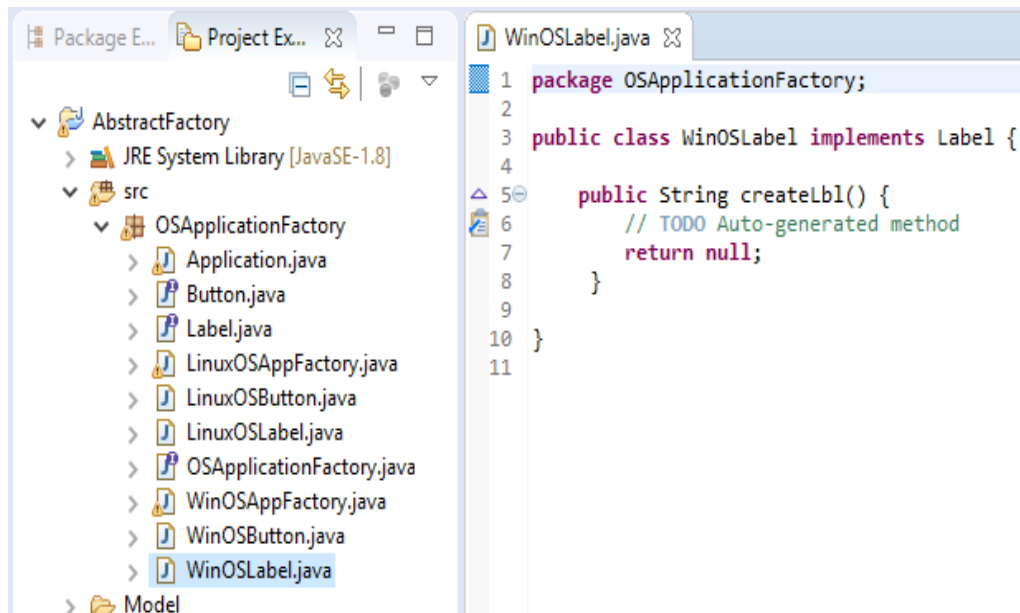 Package E...
Project Ex...
AbstractFactory
JRE System Library [JavaSE-1.8]
src
OSApplicationFactory
Application.java
Button.java
Label.java
LinuxOSAppFactory.java
LinuxOSButton.java
LinuxOSLabel.java
OSApplicationFactory.java
WinOSAppFactory.java
WinOSButton.java
WinOSLabel.java
Model
WinOSLabel.java
1 package OSApplicationFactory;
2
3 public class WinOSLabel implements Label {
4
5 public String createLbl() {
6 // TODO Auto-generated method
7 return null;
8 }
9
10 }
11